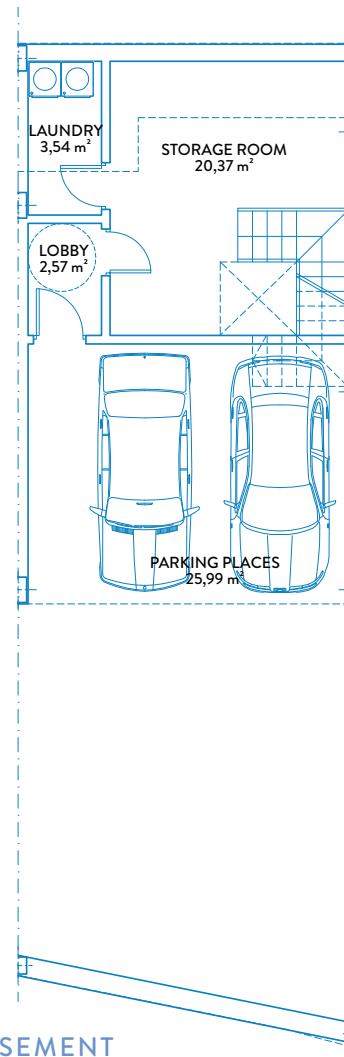 LAUNDRY
3,54 m²
STORAGE ROOM
20,37 m²
LOBBY
2,57 m²
PARKING PLACES
25,99 m²
SEMENT